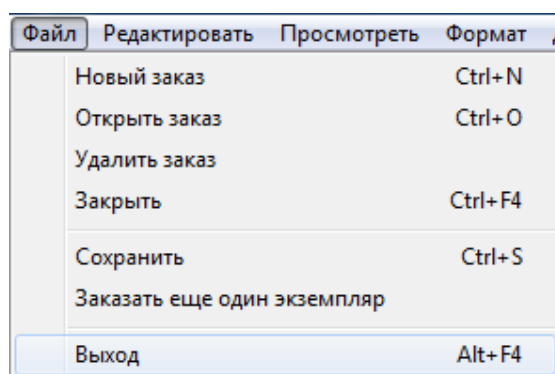 Файл Редактировать Просмотреть Формат
Новый заказ Ctrl+N
Открыть заказ Ctrl+O
Удалить заказ
Закрыть Ctrl+F4
Сохранить Ctrl+S
Заказать еще один экземпляр
Выход Alt+F4